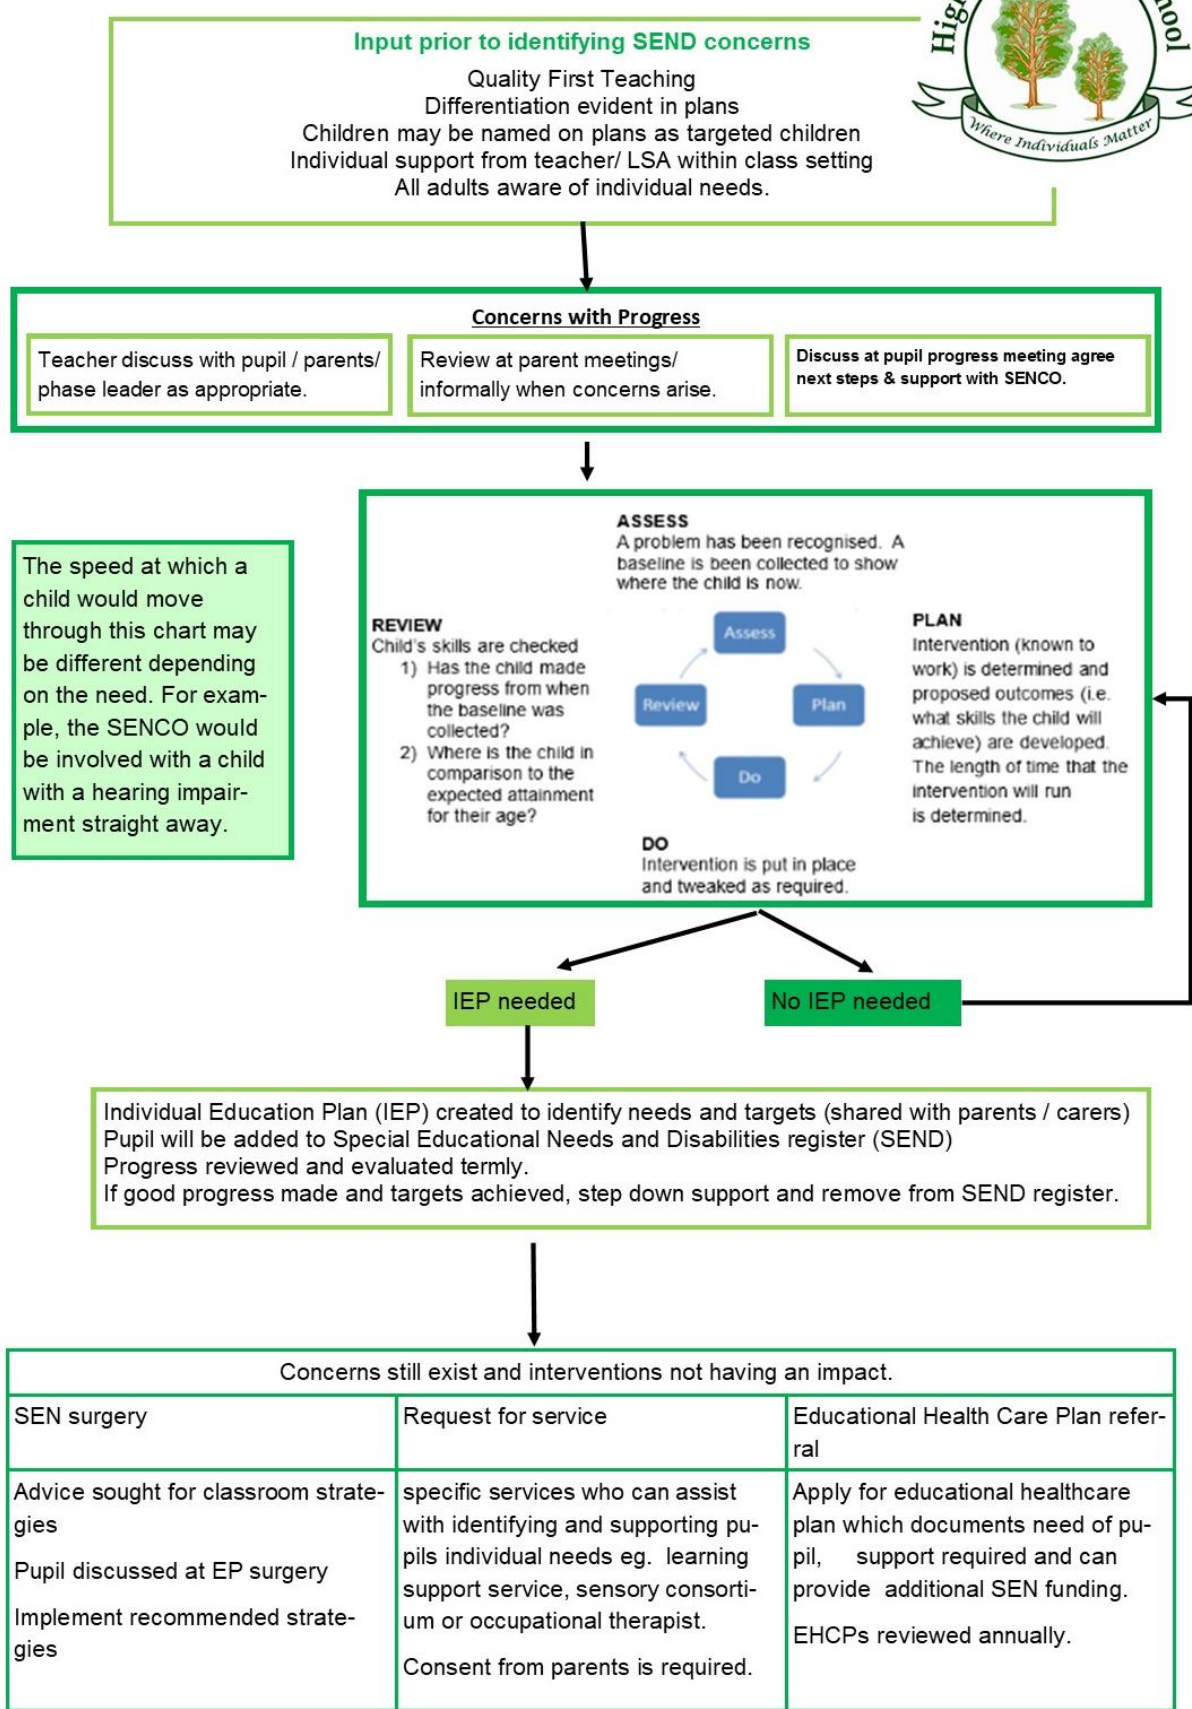 Input prior to identifying SEND concerns
Quality First Teaching
Differentiation evident in plans
Children may be named on plans as targeted children
Individual support from teacher/ LSA within class setting
All adults aware of individual needs.
Where Individuals Matter
Concerns with Progress
Teacher discuss with pupil / parents/
phase leader as appropriate.
Review at parent meetings/
informally when concerns arise.
Discuss at pupil progress meeting agree
next steps & support with SENCO.
The speed at which a
child would move
through this chart may
be different depending
on the need. For exam-
ple, the SENCO would
be involved with a child
with a hearing impair-
ment straight away.
ASSESS
A problem has been recognised. A
baseline is been collected to show
where the child is now.
REVIEW
Child's skills are checked
1) Has the child made
progress from when
the baseline was
collected?
2) Where is the child in
comparison to the
expected attainment
for their age?
Assess
Review
Plan
Do
PLAN
Intervention (known to
work) is determined and
proposed outcomes (i.e.
what skills the child will
achieve) are developed.
The length of time that the
intervention will run
is determined.
DO
Intervention is put in place
and tweaked as required.
IEP needed
No IEP needed
Individual Education Plan (IEP) created to identify needs and targets (shared with parents / carers)
Pupil will be added to Special Educational Needs and Disabilities register (SEND)
Progress reviewed and evaluated termly.
If good progress made and targets achieved, step down support and remove from SEND register.
Concerns still exist and interventions not having an impact.
SEN surgery
Request for service
Educational Health Care Plan refer-
ral
Advice sought for classroom strate-
gies
Pupil discussed at EP surgery
Implement recommended strate-
gies
specific services who can assist
with identifying and supporting pu-
pils individual needs eg. learning
support service, sensory consorti-
um or occupational therapist.
Consent from parents is required.
Apply for educational healthcare
plan which documents need of pu-
pil, support required and can
provide additional SEN funding.
EHCPs reviewed annually.